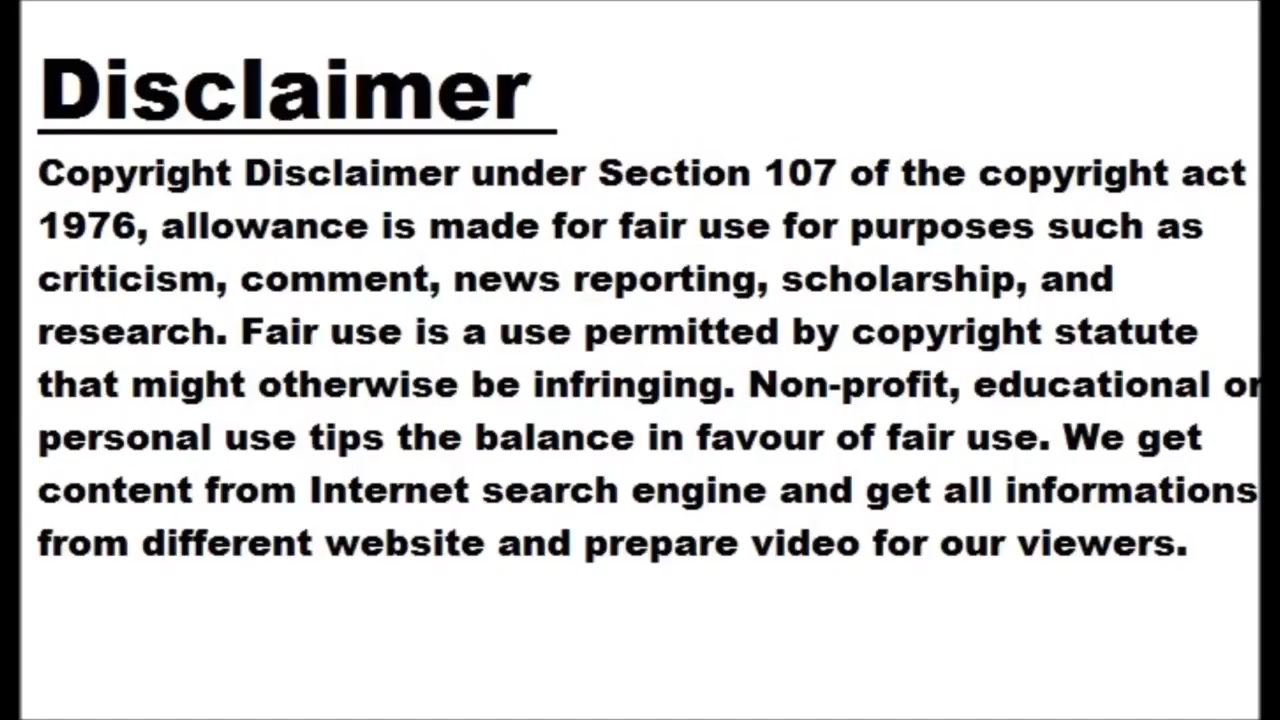 Disclaimer
Copyright Disclaimer under Section 107 of the copyright act
1976, allowance is made for fair use for purposes such as
criticism, comment, news reporting, scholarship, and
research. Fair use is a use permitted by copyright statute
that might otherwise be infringing. Non-profit, educational or
personal use tips the balance in favour of fair use. We get
content from Internet search engine and get all informations
from different website and prepare video for our viewers.